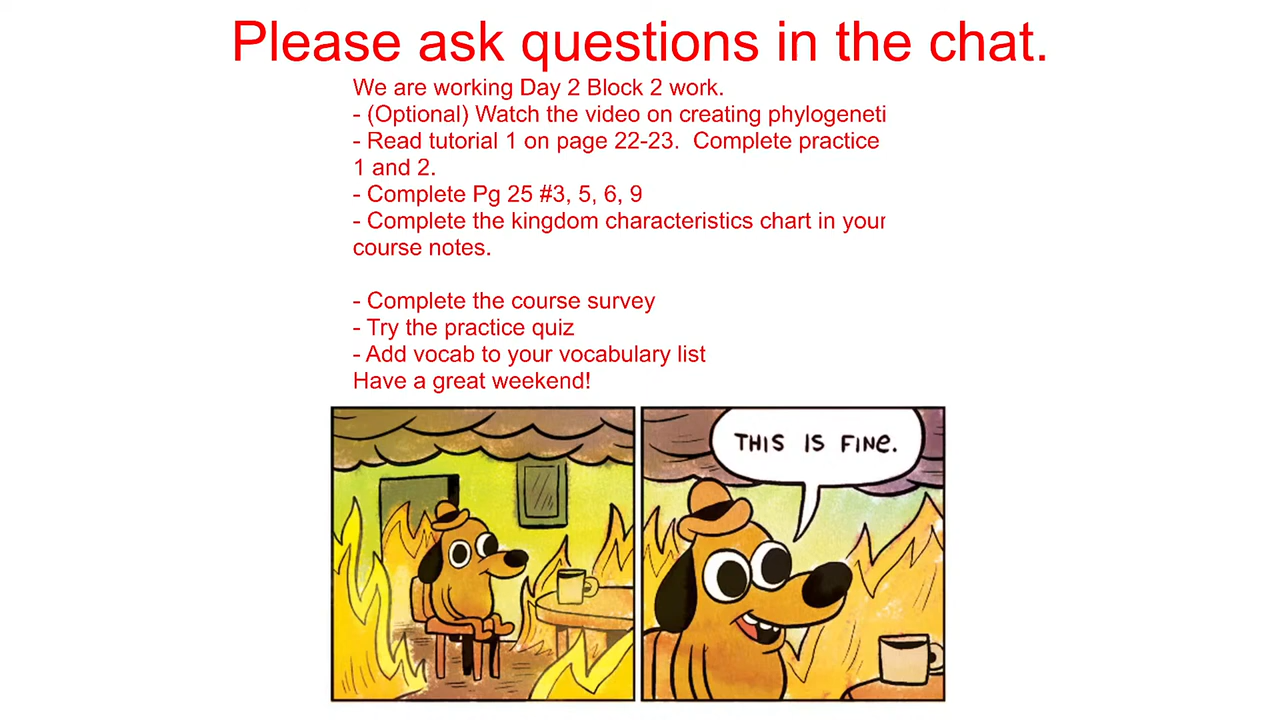 Please ask questions in the chat.
We are working Day 2 Block 2 work.
- (Optional) Watch the video on creating phylogeneti
- Read tutorial 1 on page 22-23.  Complete practice
1 and 2.
- Complete Pg 25 #3, 5, 6, 9
- Complete the kingdom characteristics chart in your
course notes.
- Complete the course survey
- Try the practice quiz
- Add vocab to your vocabulary list
Have a great weekend!
THIS IS FINE.